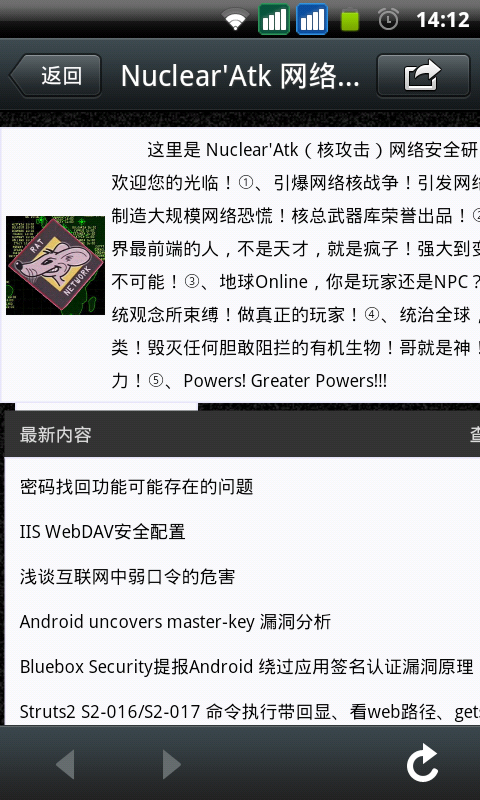 14:12
返回
Nuclear'Atk 网络...
这里是 Nuclear'Atk（核攻击）网络安全研
欢迎您的光临！①、引爆网络核战争！引发网络
制造大规模网络恐慌！核总武器库荣誉出品！②
界最前端的人，不是天才，就是疯子！强大到变
不可能！③、地球Online，你是玩家还是NPC？
统观念所束缚！做真正的玩家！④、统治全球，
类！毁灭任何胆敢阻拦的有机生物！哥就是神！
力！⑤、Powers! Greater Powers!!!
RAT
NETWORK
最新内容
查
密码找回功能可能存在的问题
IIS WebDAV安全配置
浅谈互联网中弱口令的危害
Android uncovers master-key 漏洞分析
Bluebox Security提报Android 绕过应用签名认证漏洞原理
Struts2 S2-016/S2-017 命令执行带回显、看web路径、gets